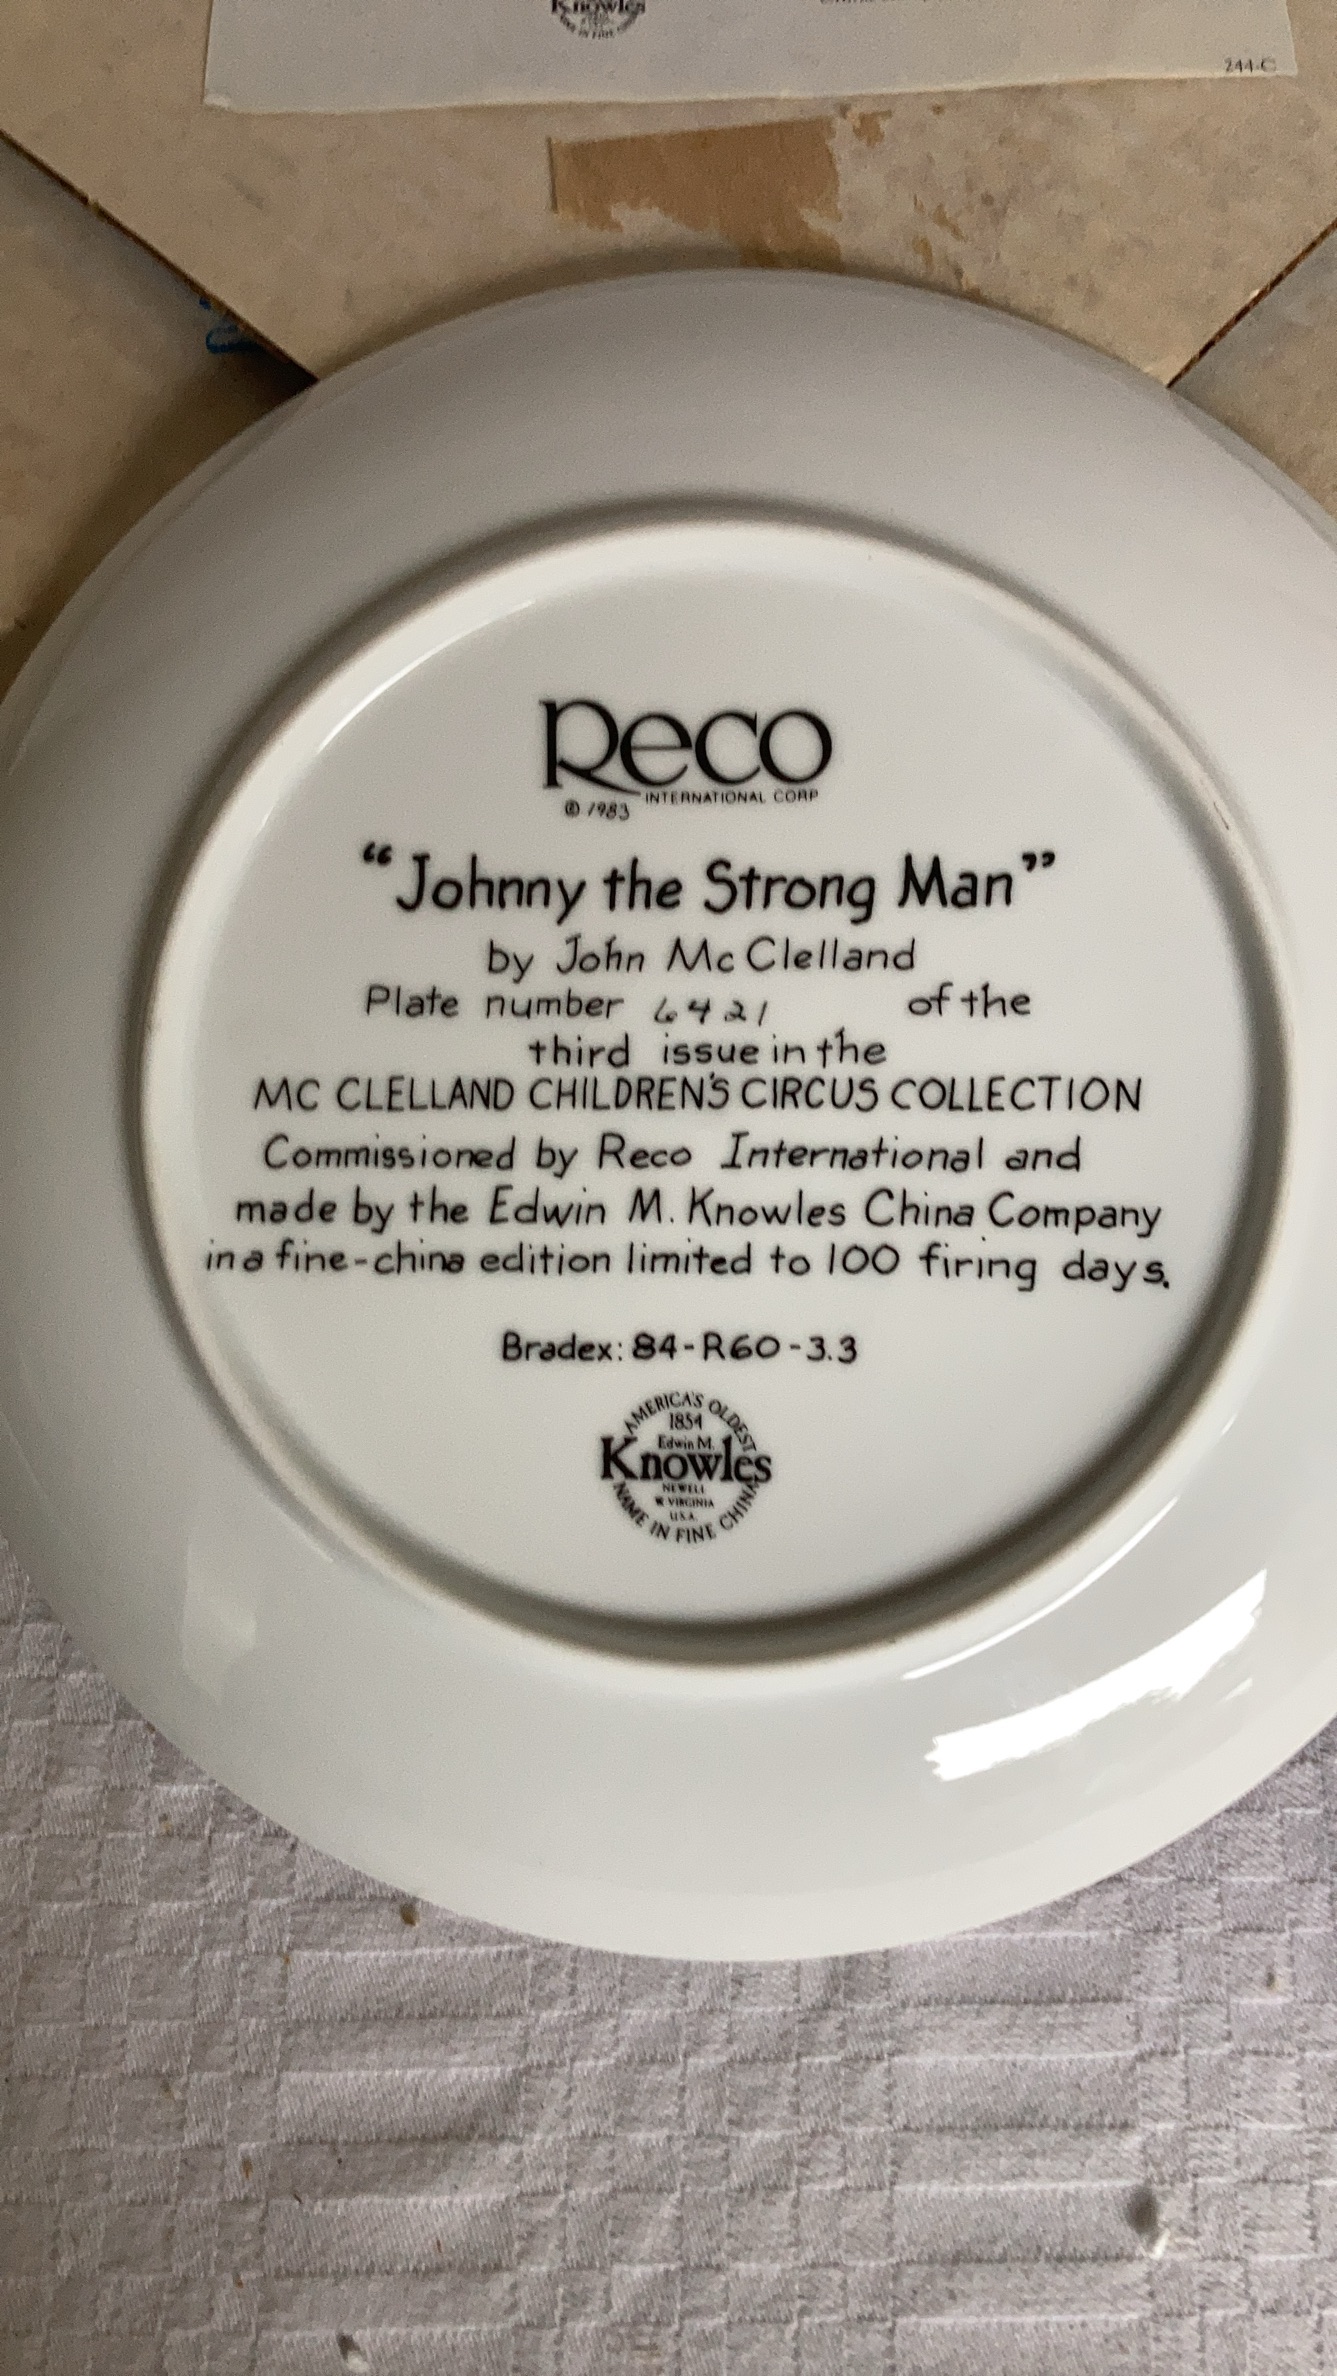 Knowles
244-C
Reco
INTERNATIONAL CORP
© 1983
“Johnny the Strong Man”
by John McClelland
Plate number 6421 of the
third issue in the
MC CLELLAND CHILDREN'S CIRCUS COLLECTION
Commissioned by Reco International and
made by the Edwin M. Knowles China Company
in a fine-china edition limited to 100 firing days.
Bradex: 84-R60-3.3
AMERICA'S OLDEST
1854
Edwin M.
Knowles
NEWELL
W VIRGINIA
U.S.A.
NAME IN FINE CHINA